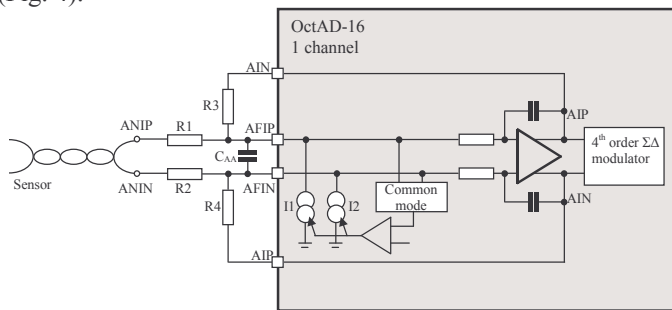 (Fig. 4).
OctAD-16
1 channel
AIN
R3
ANIP
R1
AFIP
AIP
CAA
4th order ΣΔ
modulator
Sensor
ANIN
R2
AFIN
R4
I1
I2
Common
mode
AIN
AIP